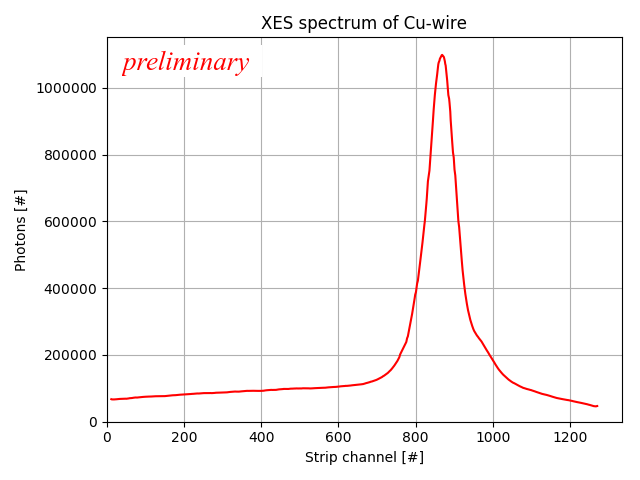 XES spectrum of Cu-wire
preliminary
1000000
800000
600000
400000
200000
0
Photons [#]
0 200 400 600 800 1000 1200
Strip channel [#]